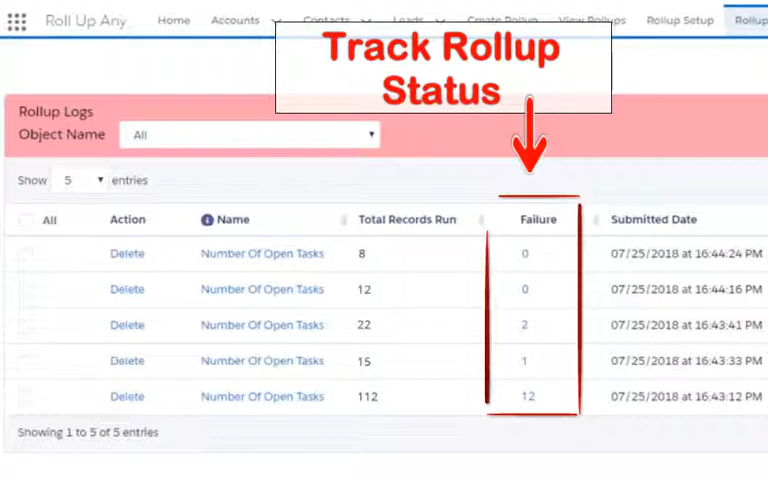 Roll Up Any Home Accounts Contacts Leads Create Rollup View Rollups Rollup Setup Rollup
Track Rollup
Status
Rollup Logs
Object Name All
Show 5 entries
All Action Name Total Records Run Failure Submitted Date
Delete Number Of Open Tasks 8 0 07/25/2018 at 16:44:24 PM
Delete Number Of Open Tasks 12 0 07/25/2018 at 16:44:16 PM
Delete Number Of Open Tasks 22 2 07/25/2018 at 16:43:41 PM
Delete Number Of Open Tasks 15 1 07/25/2018 at 16:43:33 PM
Delete Number Of Open Tasks 112 12 07/25/2018 at 16:43:12 PM
Showing 1 to 5 of 5 entries